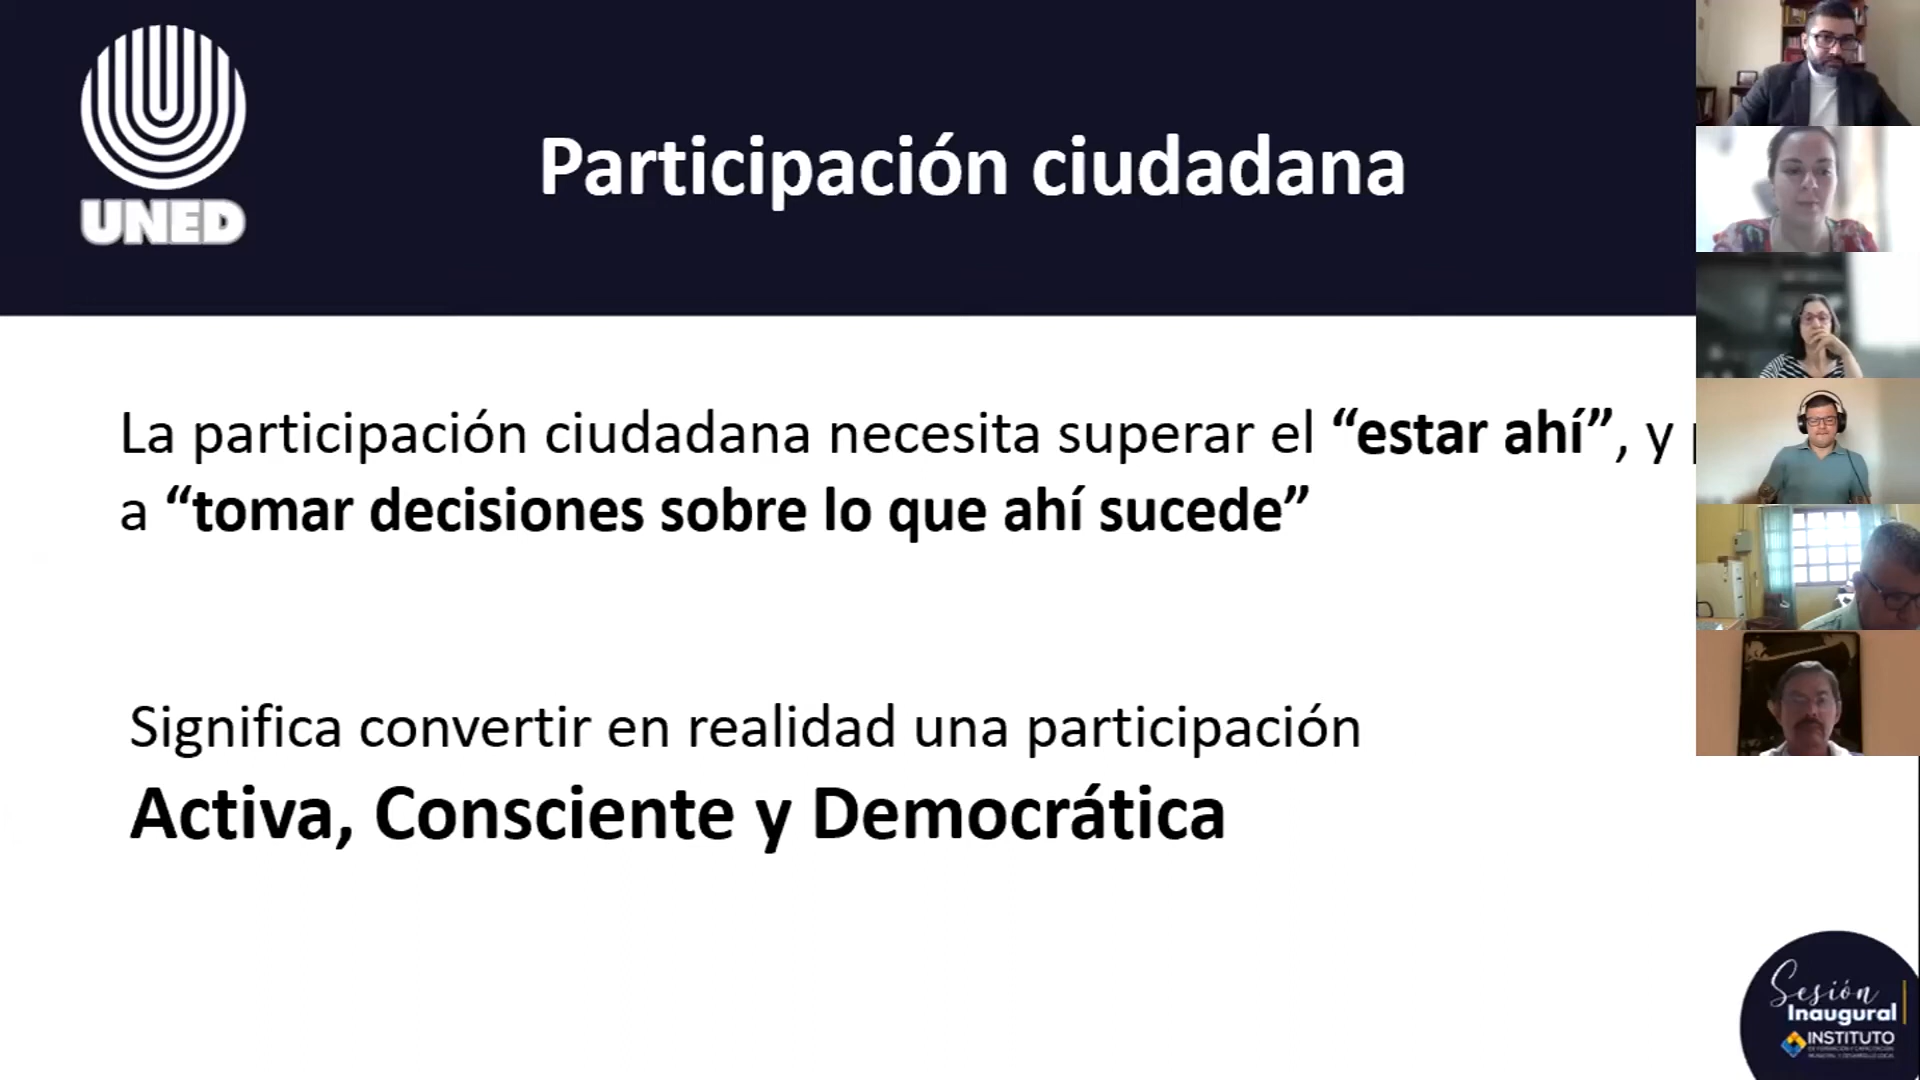 UNED
Participación ciudadana
La participación ciudadana necesita superar el “estar ahí”, y
a “tomar decisiones sobre lo que ahí sucede”
Significa convertir en realidad una participación
Activa, Consciente y Democrática
Sesión
Inaugural
INSTITUTO